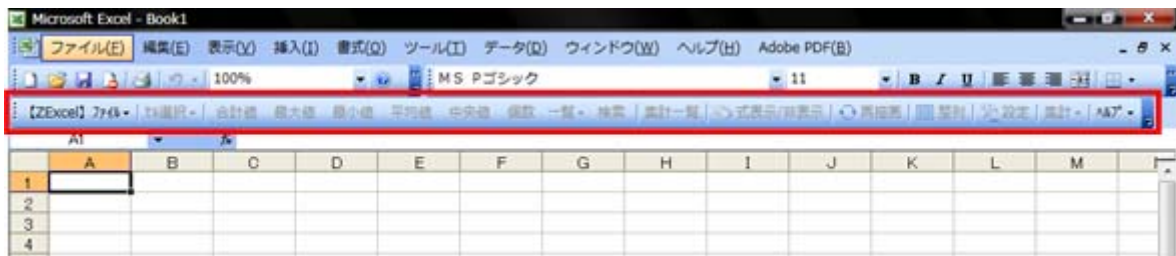 Microsoft Excel - Book1
ファイル(F) 編集(E) 表示(V) 挿入(I) 書式(O) ツール(T) データ(D) ウィンドウ(W) ヘルプ(H) Adobe PDF(B)
100% MS Pゴシック 11 B I U
【ZExcel】ファイル 合計値 最大値 最小値 平均値 中央値 個数 一覧 検索 集計一覧 式表示/非表示 再描画 整列 設定 集計 ヘルプ
A1 fx
A B C D E F G H I J K L M
1
2
3
4